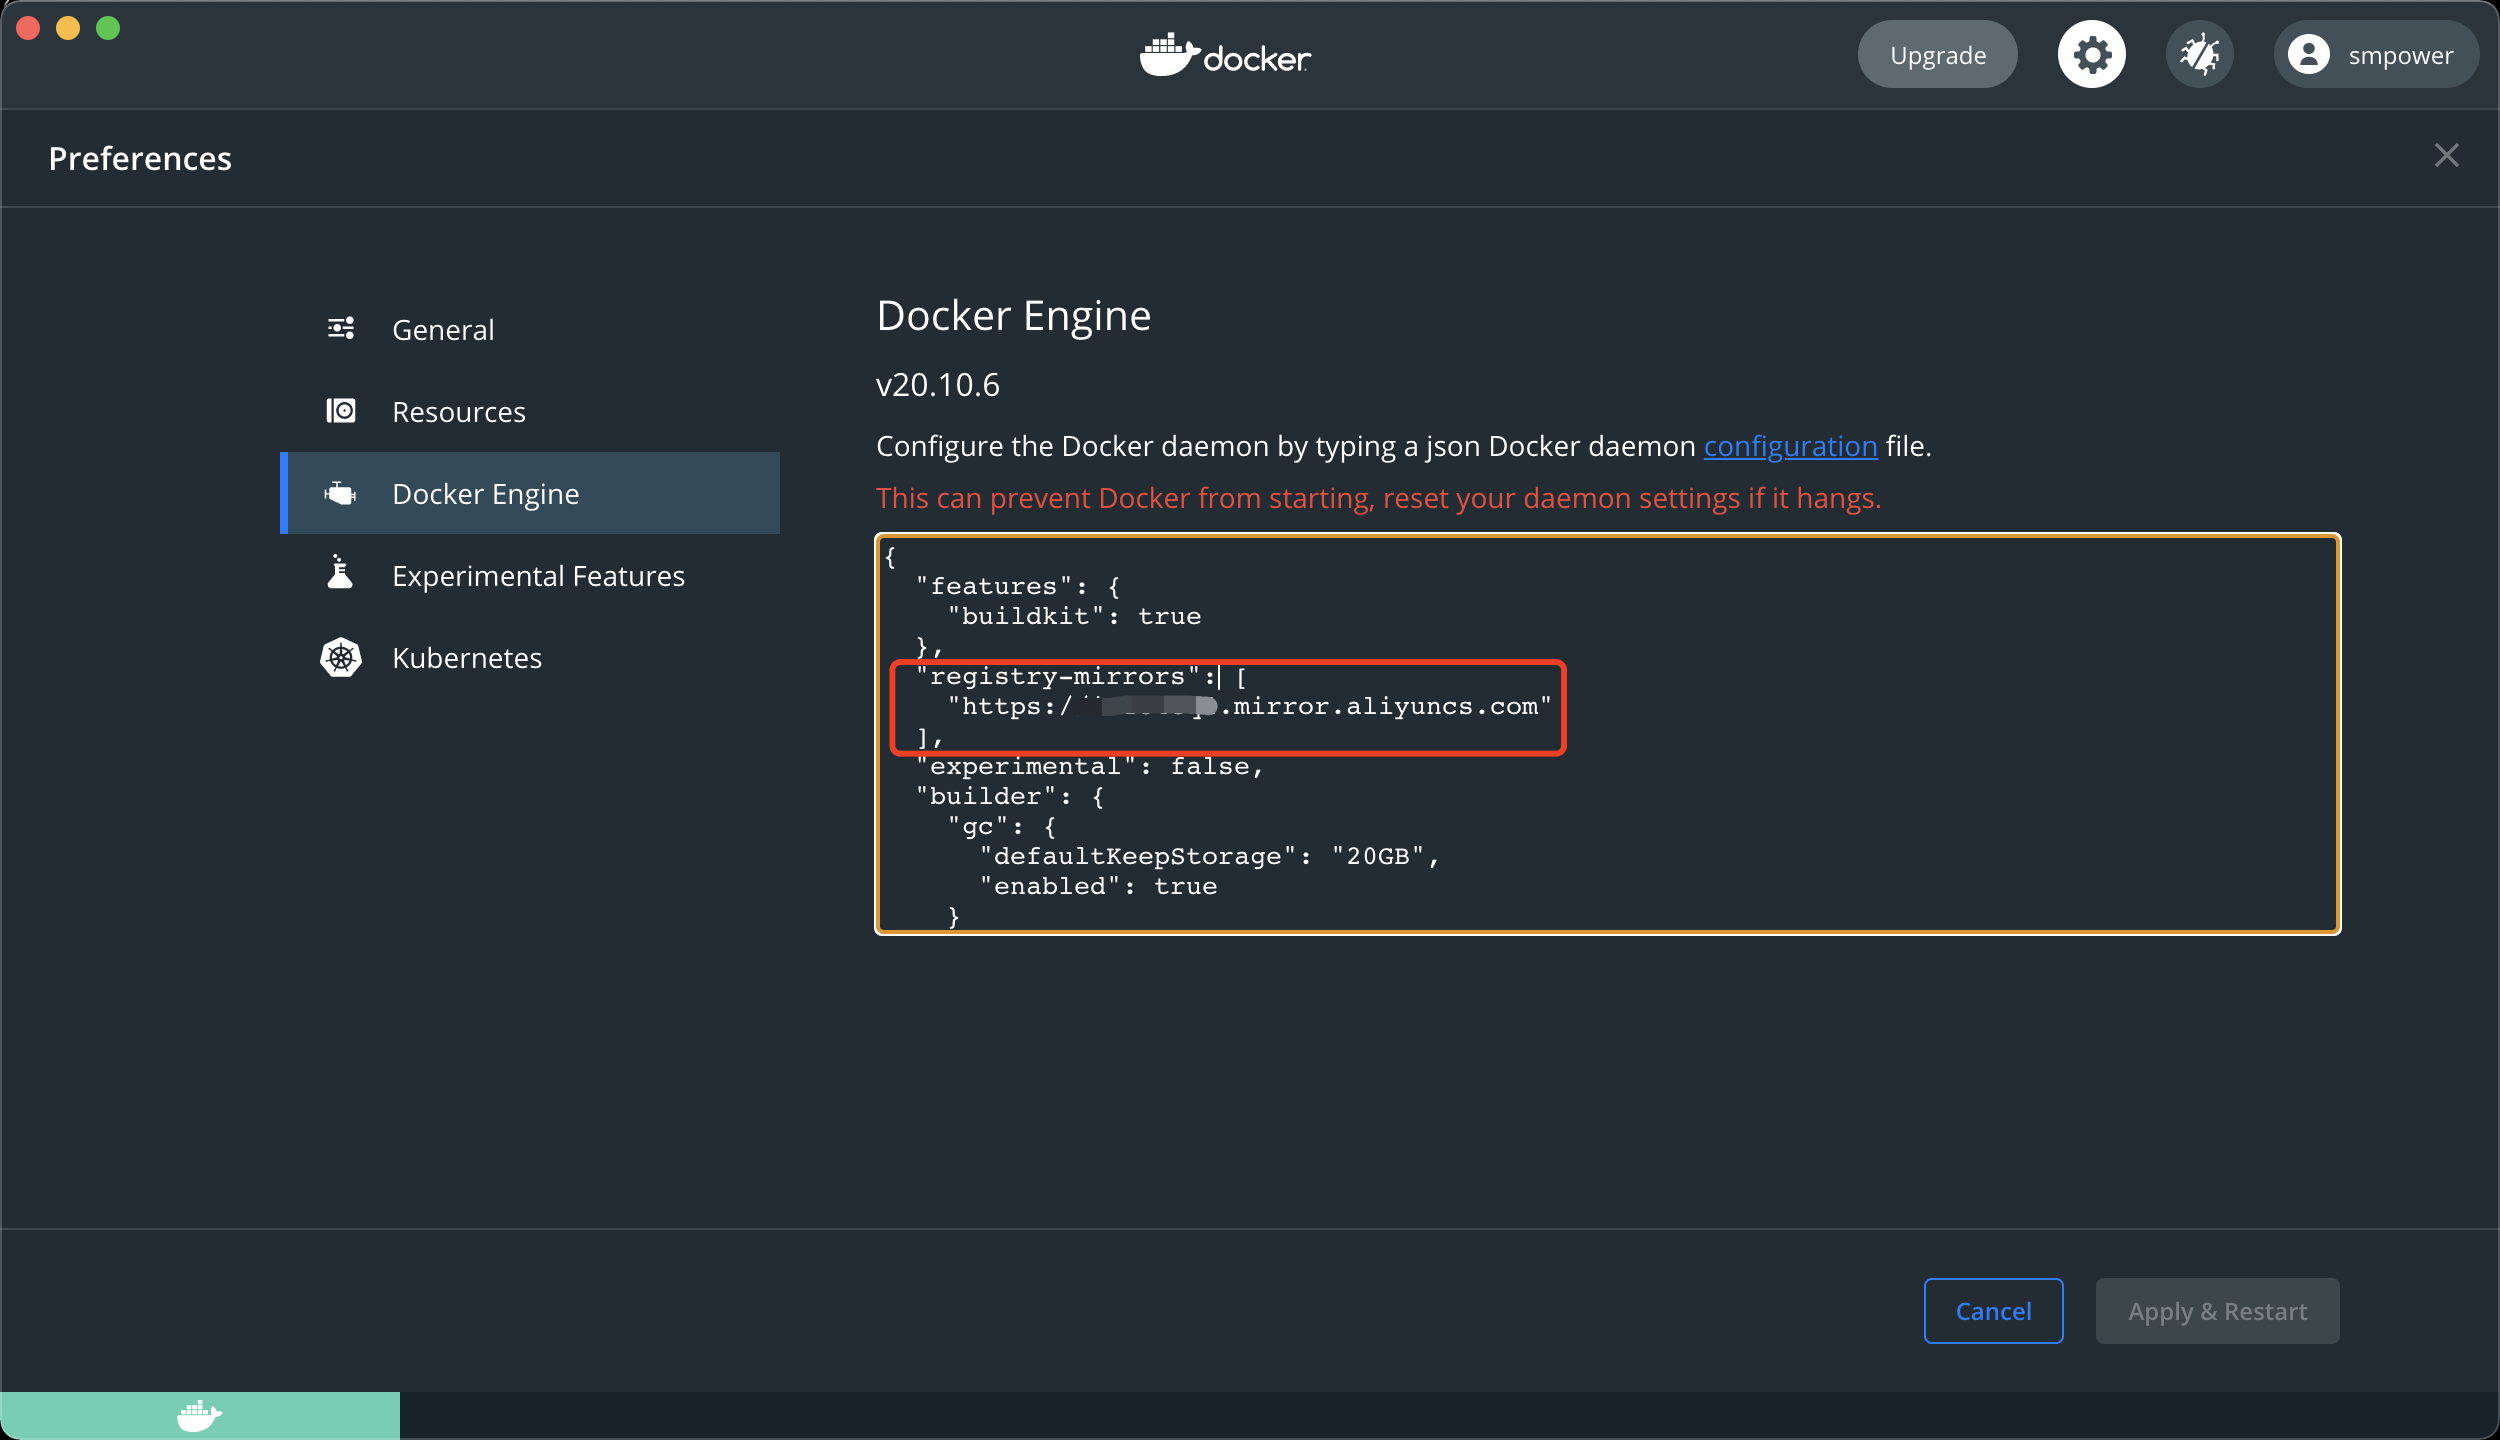 docker
Upgrade
smpower
Preferences
General
Resources
Docker Engine
Experimental Features
Kubernetes
Docker Engine
v20.10.6
Configure the Docker daemon by typing a json Docker daemon configuration file.
This can prevent Docker from starting, reset your daemon settings if it hangs.
{
  "features": {
    "buildkit": true
  },
  "registry-mirrors": [
    "https:/ .mirror.aliyuncs.com"
  ],
  "experimental": false,
  "builder": {
    "gc": {
      "defaultKeepStorage": "20GB",
      "enabled": true
    }
Cancel
Apply & Restart